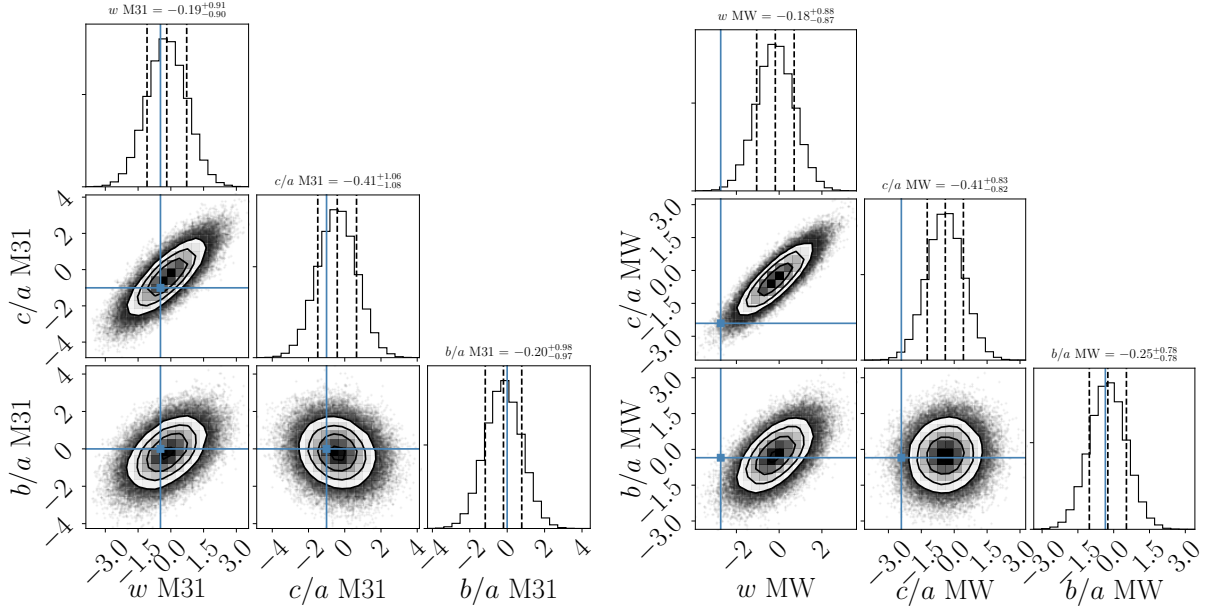 w M31 = −0.19 +0.91 −0.90
w MW = −0.18 +0.88 −0.87
c/a M31 = −0.41 +1.06 −1.08
c/a MW = −0.41 +0.83 −0.82
b/a M31 = −0.20 +0.98 −0.97
b/a MW = −0.25 +0.78 −0.78
c/a M31
4
2
0
−2
−4
b/a M31
4
2
0
−2
−4
−3.0 −1.5 0.0 1.5 3.0
w M31
−4 −2 0 2 4
c/a M31
−4 −2 0 2 4
b/a M31
c/a MW
3.0
1.5
0.0
−1.5
−3.0
b/a MW
3.0
1.5
0.0
−1.5
−3.0
−2 0 2
w MW
−3.0 −1.5 0.0 1.5 3.0
c/a MW
−3.0 −1.5 0.0 1.5 3.0
b/a MW